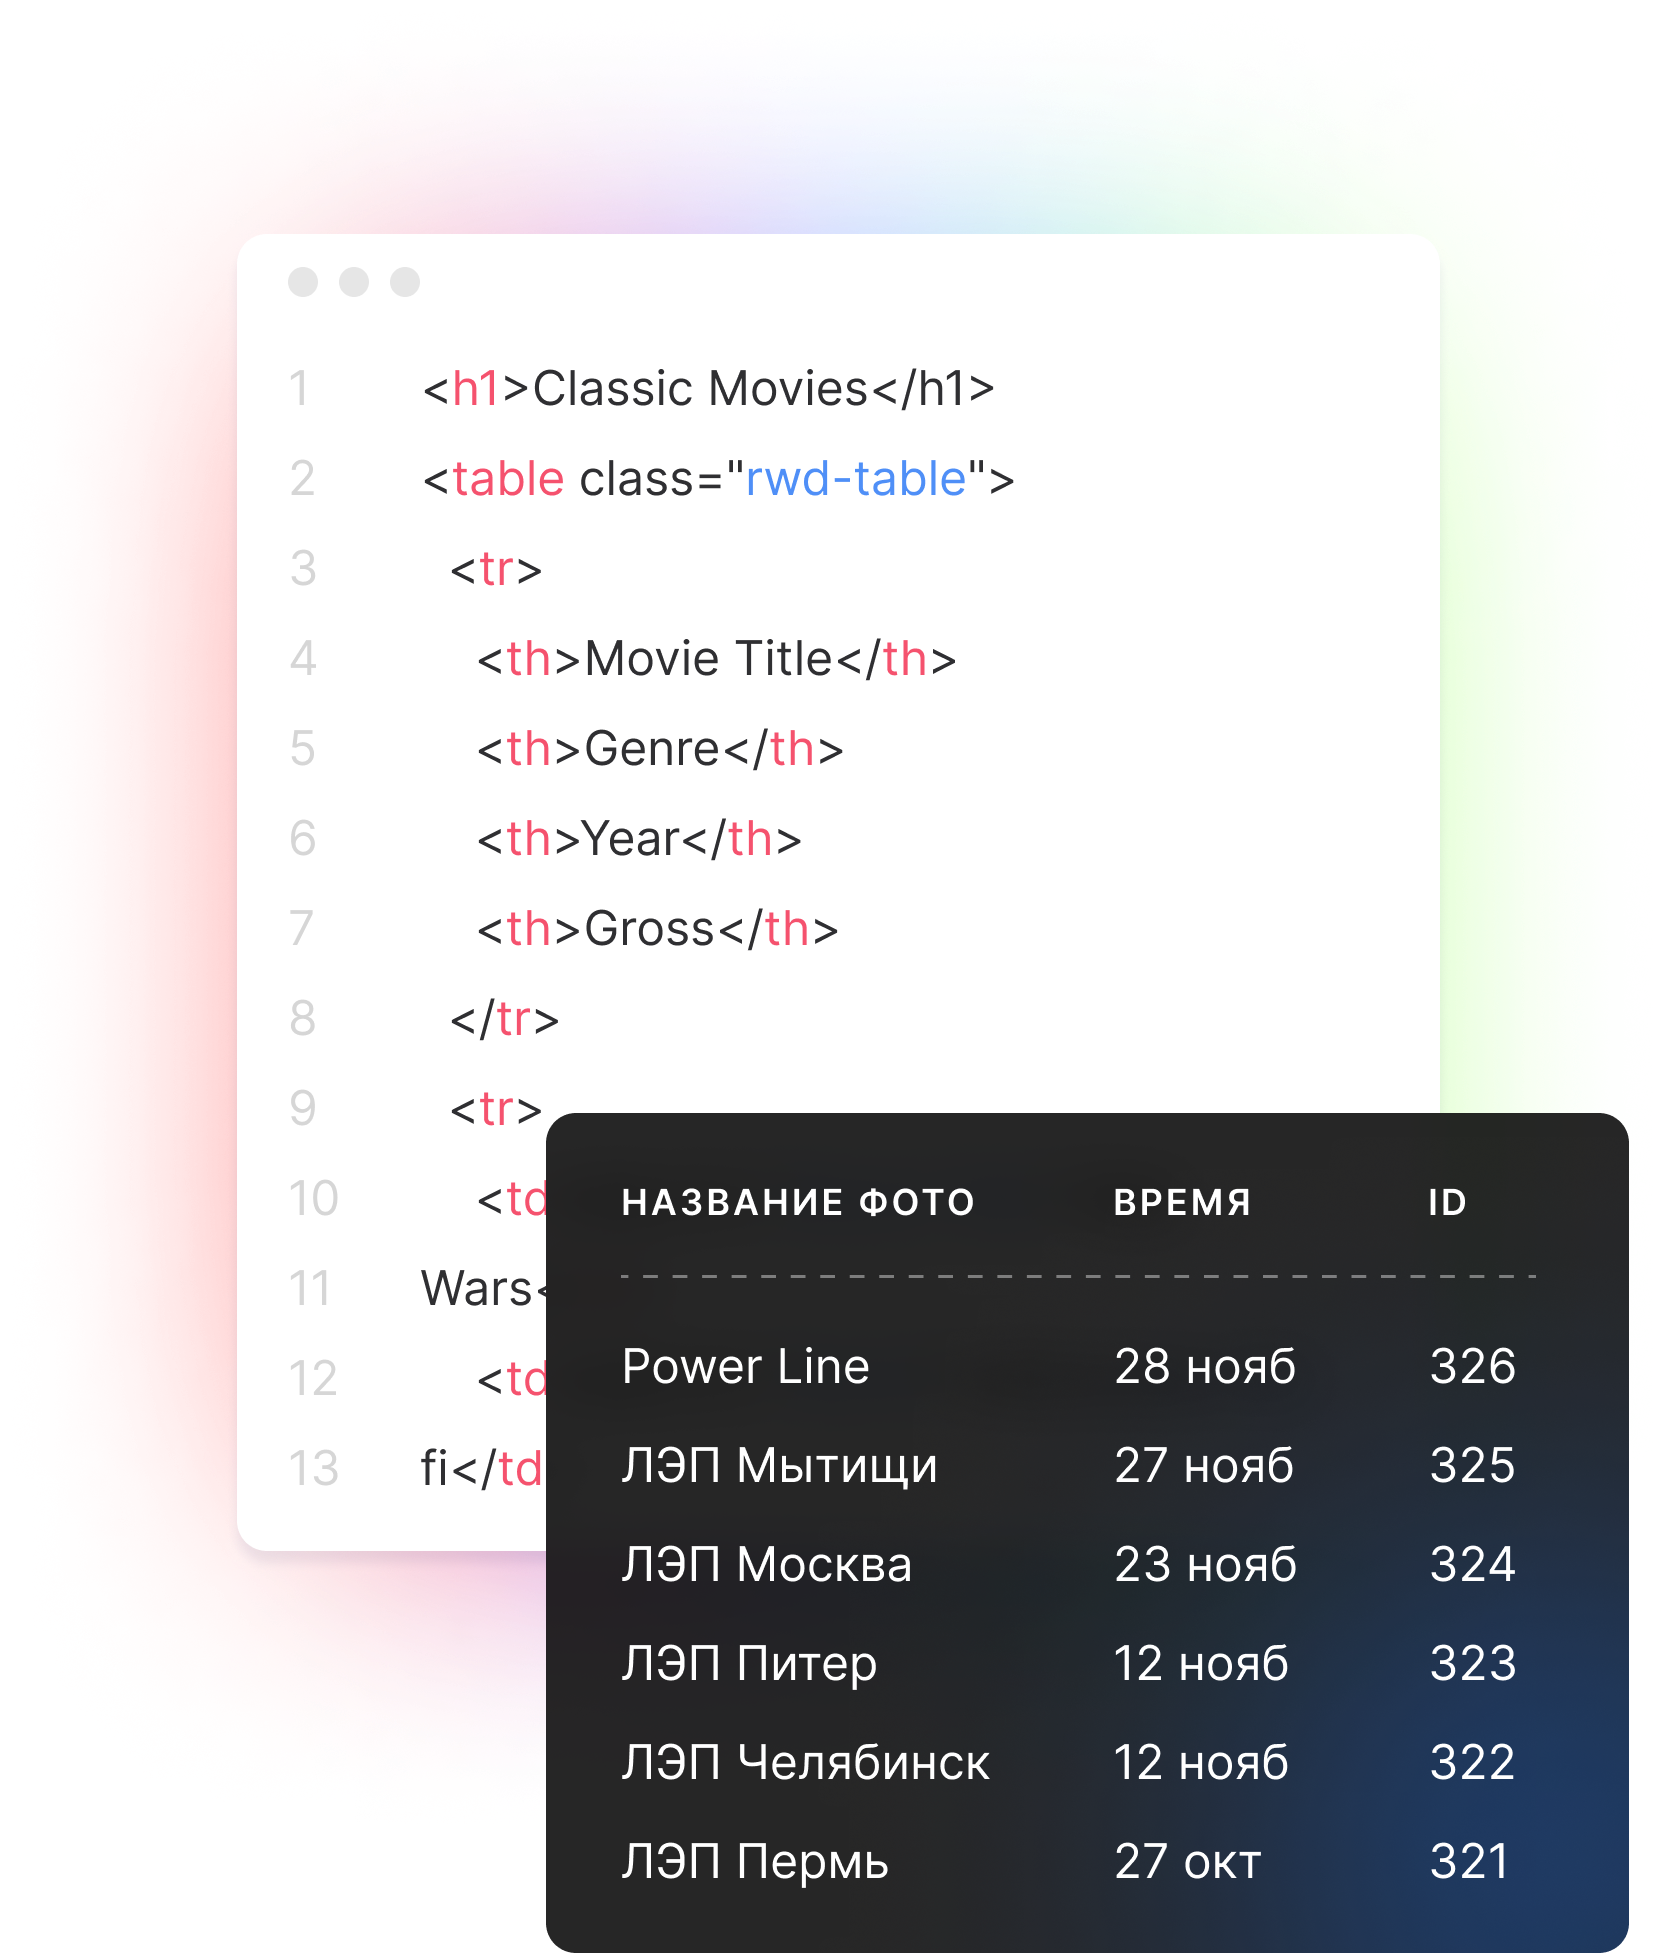 1 <h1>Classic Movies</h1>
2 <table class="rwd-table">
3 <tr>
4 <th>Movie Title</th>
5 <th>Genre</th>
6 <th>Year</th>
7 <th>Gross</th>
8 </tr>
9 <tr>
10 <td
11 Wars<
12 <td
13 fi</td
НАЗВАНИЕ ФОТО ВРЕМЯ ID
Power Line 28 нояб 326
ЛЭП Мытищи 27 нояб 325
ЛЭП Москва 23 нояб 324
ЛЭП Питер 12 нояб 323
ЛЭП Челябинск 12 нояб 322
ЛЭП Пермь 27 окт 321